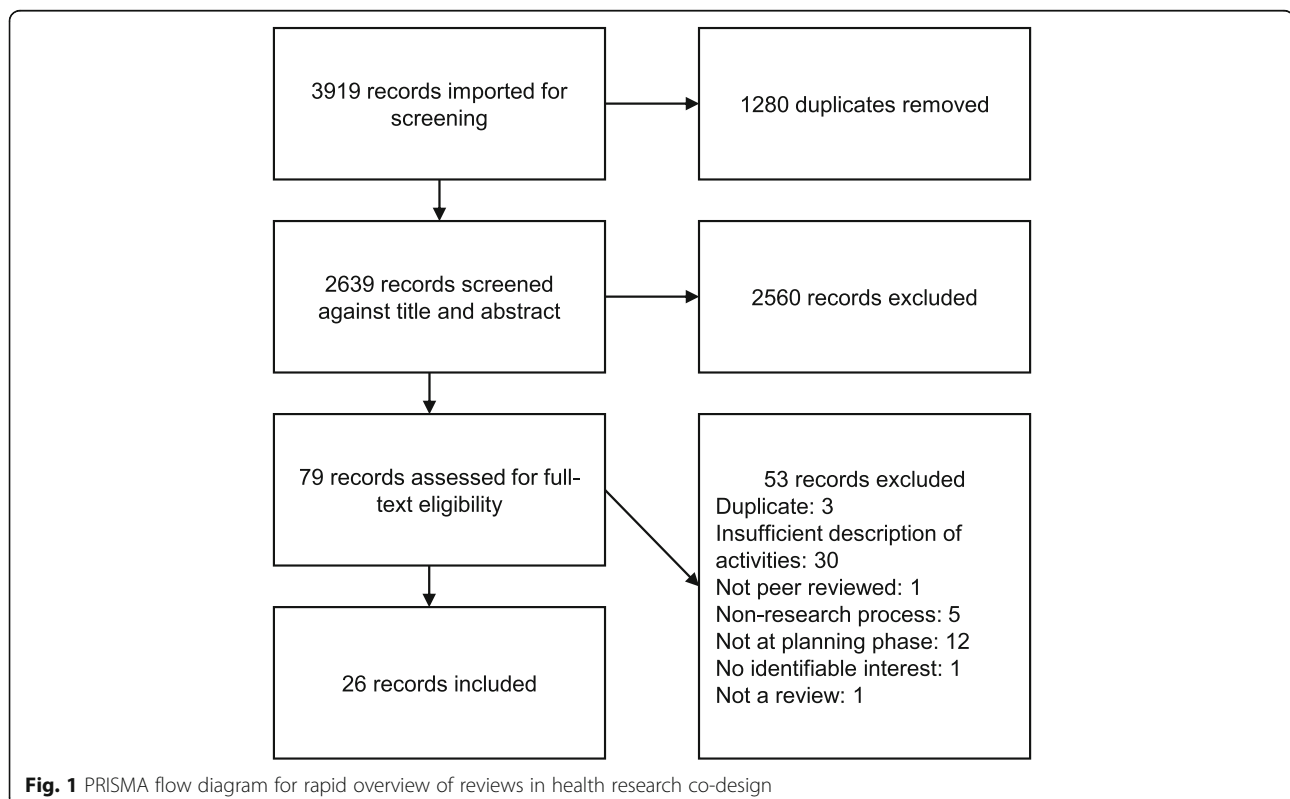 3919 records imported for
screening
1280 duplicates removed
2639 records screened
against title and abstract
2560 records excluded
79 records assessed for full-
text eligibility
53 records excluded
Duplicate: 3
Insufficient description of
activities: 30
Not peer reviewed: 1
Non-research process: 5
Not at planning phase: 12
No identifiable interest: 1
Not a review: 1
26 records included
Fig. 1 PRISMA flow diagram for rapid overview of reviews in health research co-design